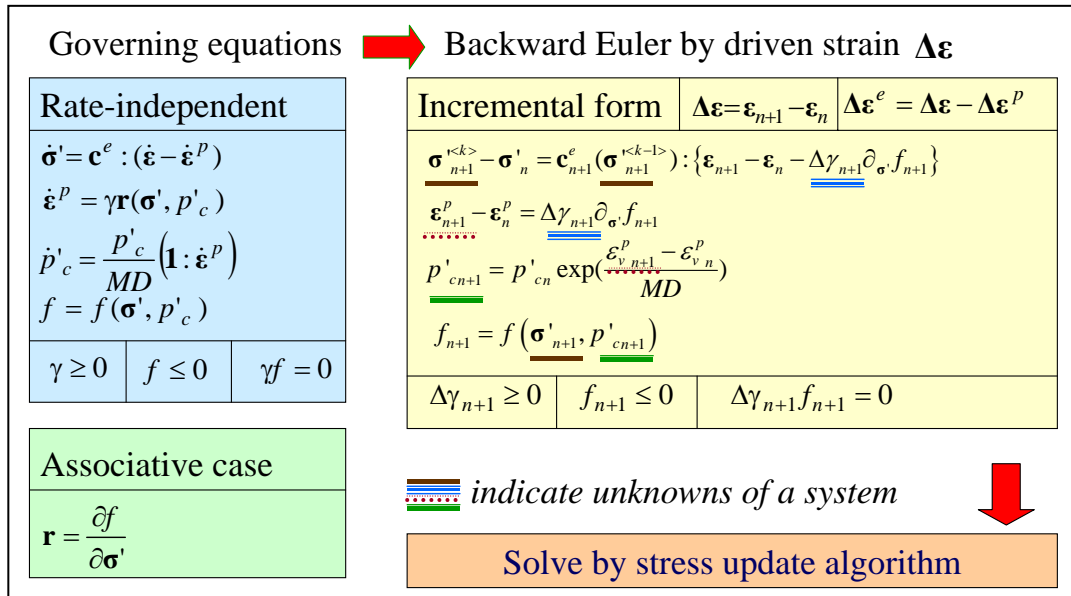 Governing equations Backward Euler by driven strain Δε
Rate-independent
σ̇' = c^e : (ε̇ − ε̇^p)
ε̇^p = γr(σ', p'_c)
ṗ'_c = p'_c / MD (1 : ε̇^p)
f = f(σ', p'_c)
γ ≥ 0 f ≤ 0 γf = 0
Associative case
r = ∂f / ∂σ'
Incremental form Δε = ε_{n+1} − ε_n Δε^e = Δε − Δε^p
σ'^{<k>}_{n+1} − σ'_n = c^e_{n+1}(σ'^{<k−1>}_{n+1}) : {ε_{n+1} − ε_n − Δγ_{n+1} ∂_{σ'} f_{n+1}}
ε^p_{n+1} − ε^p_n = Δγ_{n+1} ∂_{σ'} f_{n+1}
p'_{cn+1} = p'_{cn} exp((ε^p_{v n+1} − ε^p_{v n}) / MD)
f_{n+1} = f(σ'_{n+1}, p'_{cn+1})
Δγ_{n+1} ≥ 0 f_{n+1} ≤ 0 Δγ_{n+1} f_{n+1} = 0
indicate unknowns of a system
Solve by stress update algorithm